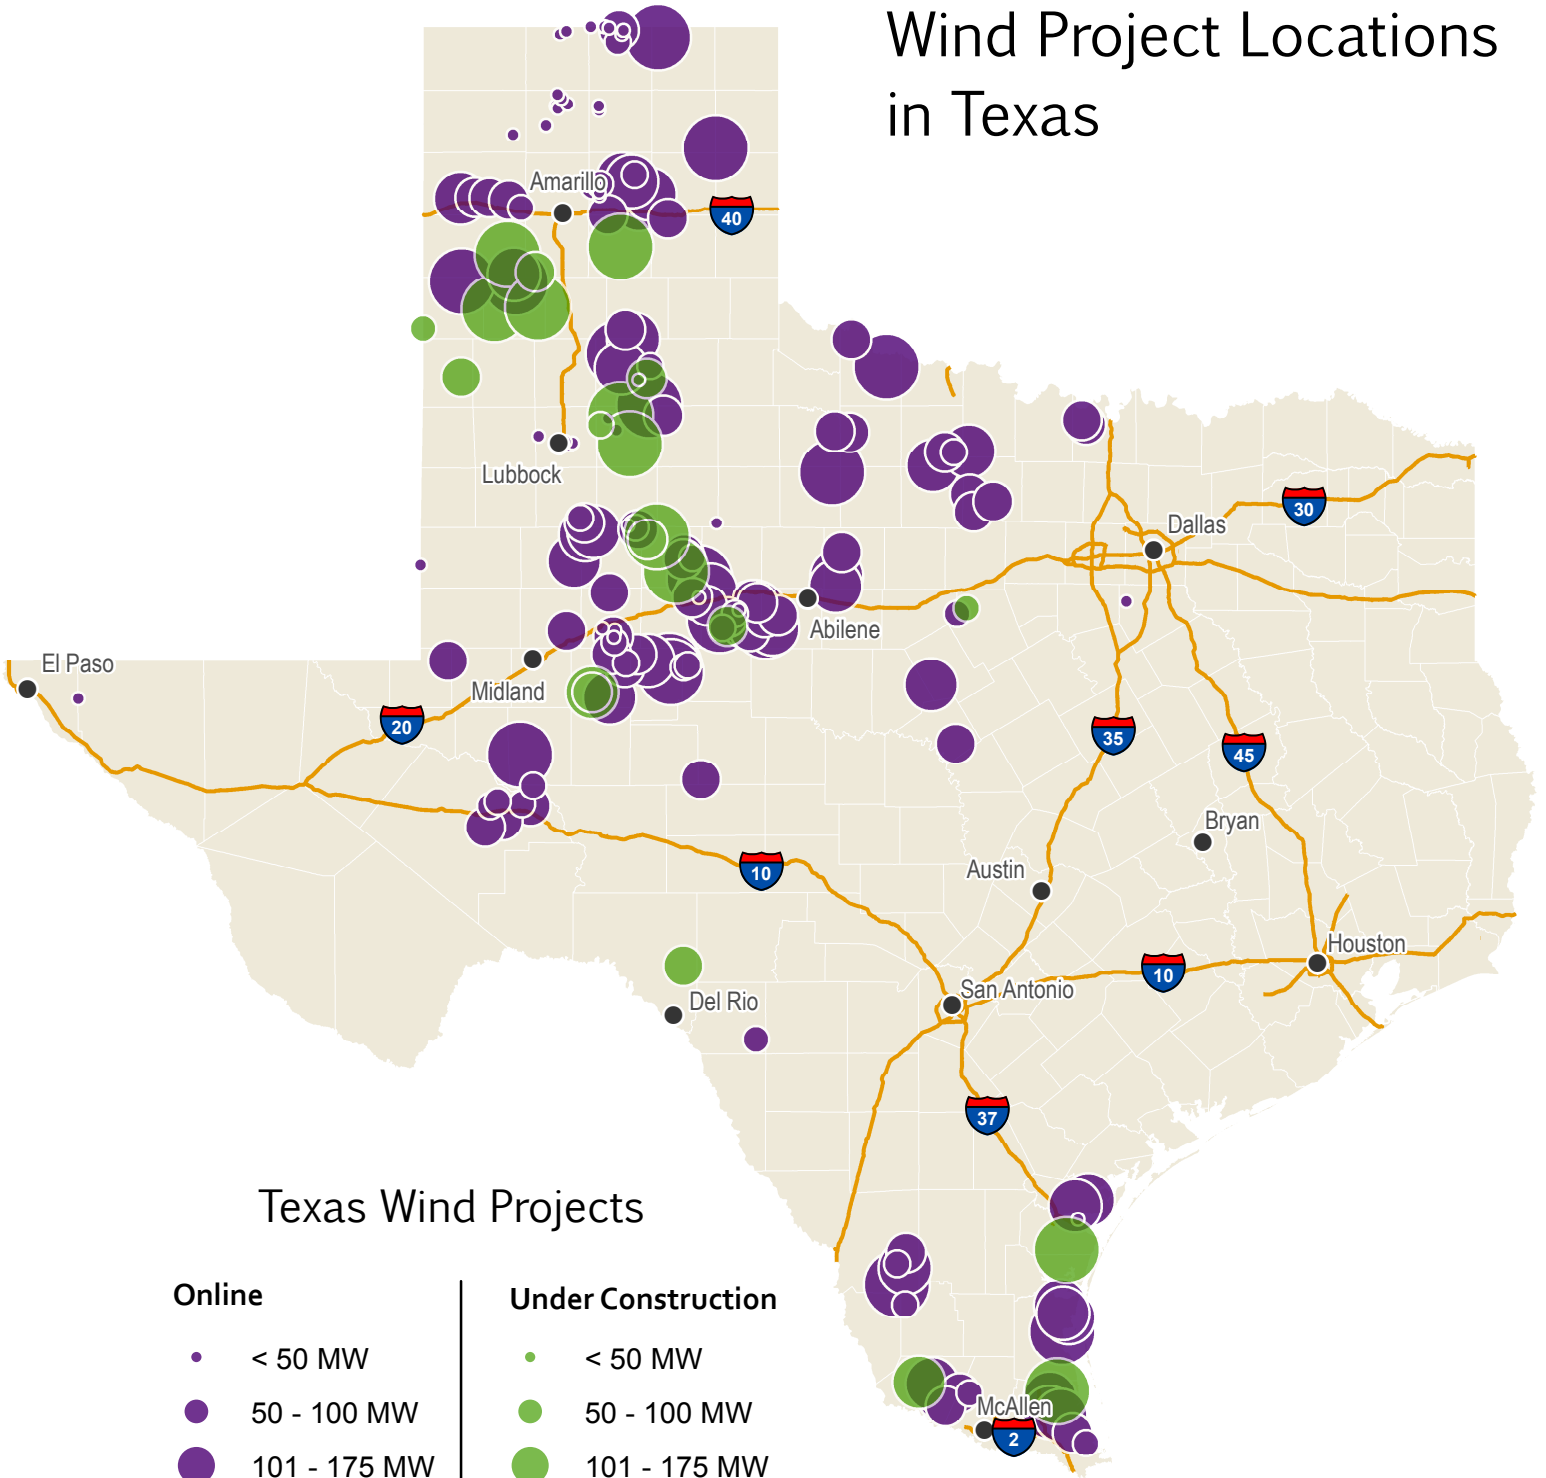 Wind Project Locations
in Texas
Amarillo
40
Lubbock
30
Dallas
Abilene
El Paso
Midland
20
35
45
Bryan
10
Austin
Houston
10
San Antonio
Del Rio
37
Texas Wind Projects
Online
Under Construction
< 50 MW
< 50 MW
50 - 100 MW
50 - 100 MW
McAllen
2
101 - 175 MW
101 - 175 MW